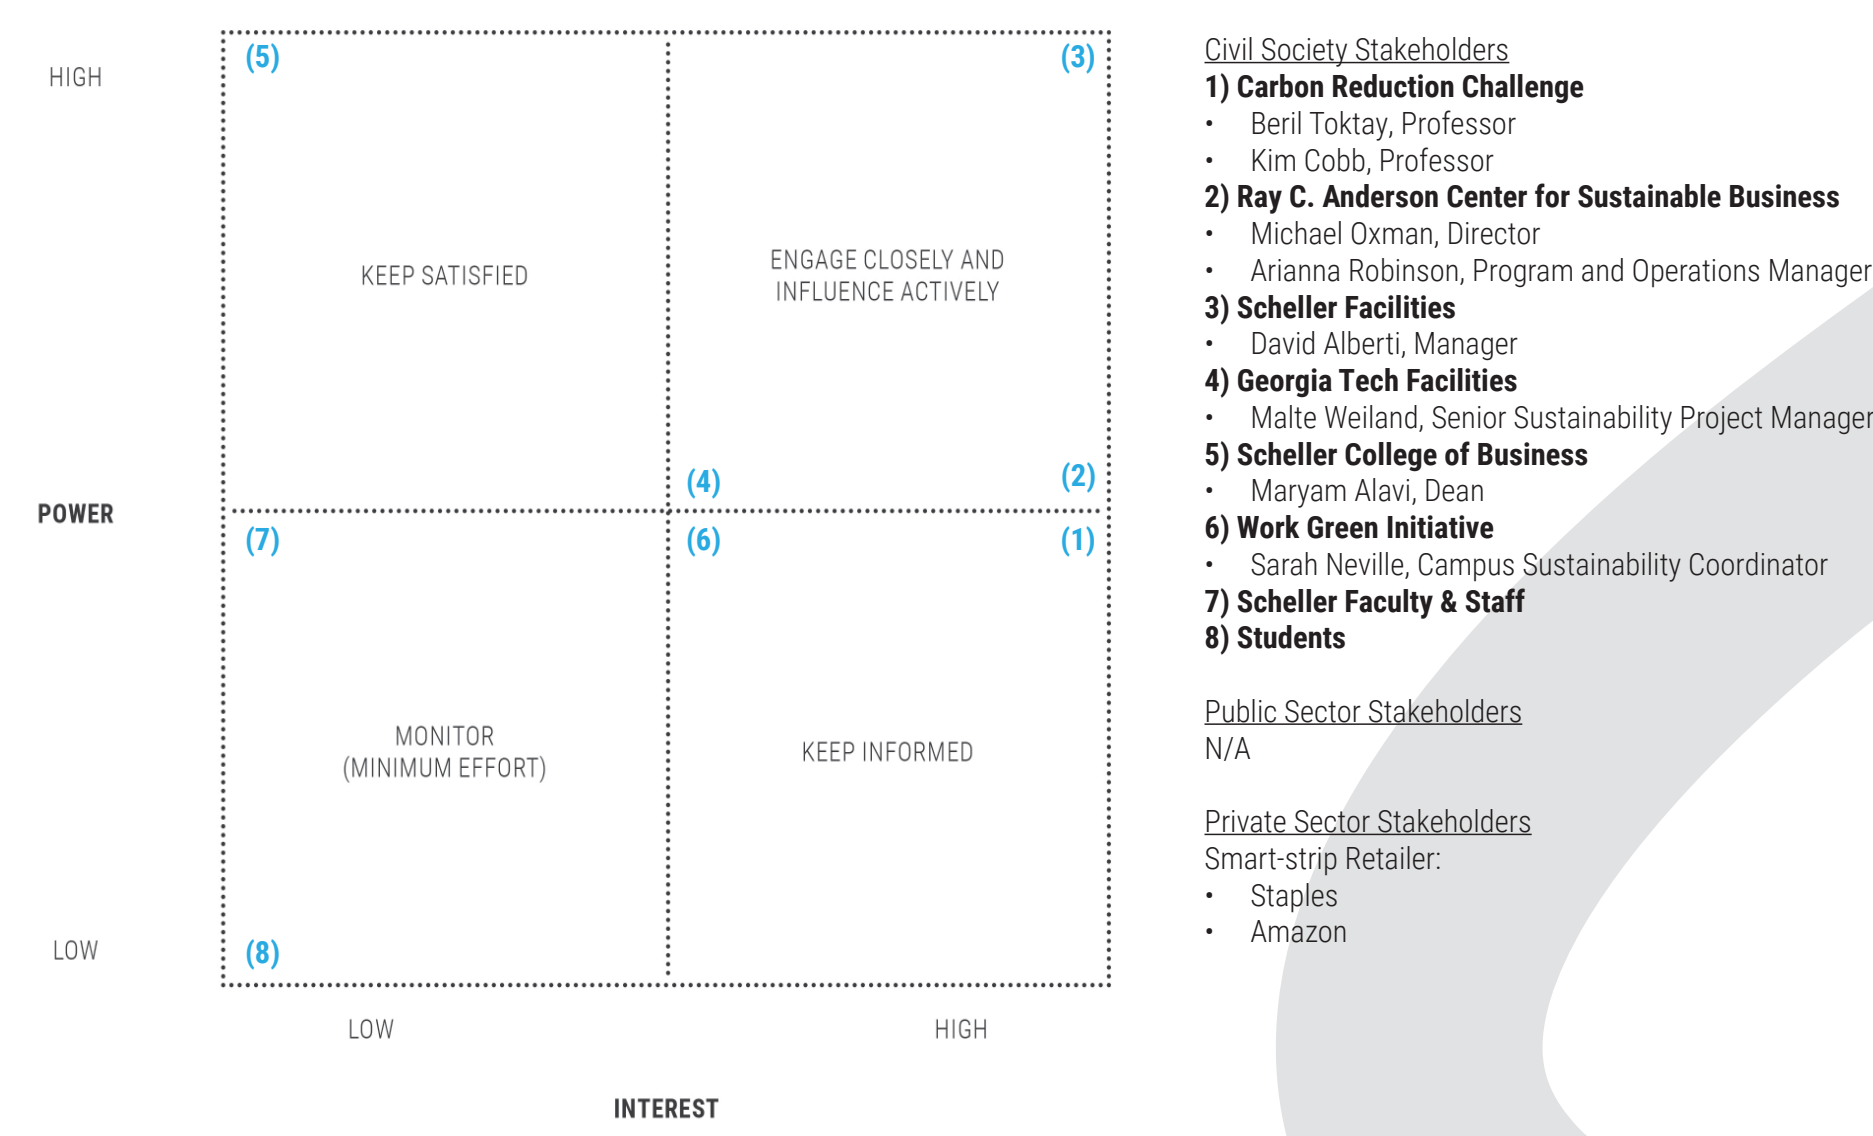 HIGH
(5)
(3)
KEEP SATISFIED
ENGAGE CLOSELY AND
INFLUENCE ACTIVELY
(4)
(2)
POWER
(7)
(6)
(1)
MONITOR
(MINIMUM EFFORT)
KEEP INFORMED
LOW
(8)
LOW
HIGH
INTEREST
Civil Society Stakeholders
1) Carbon Reduction Challenge
• Beril Toktay, Professor
• Kim Cobb, Professor
2) Ray C. Anderson Center for Sustainable Business
• Michael Oxman, Director
• Arianna Robinson, Program and Operations Manager
3) Scheller Facilities
• David Alberti, Manager
4) Georgia Tech Facilities
• Malte Weiland, Senior Sustainability Project Manager
5) Scheller College of Business
• Maryam Alavi, Dean
6) Work Green Initiative
• Sarah Neville, Campus Sustainability Coordinator
7) Scheller Faculty & Staff
8) Students
Public Sector Stakeholders
N/A
Private Sector Stakeholders
Smart-strip Retailer:
• Staples
• Amazon